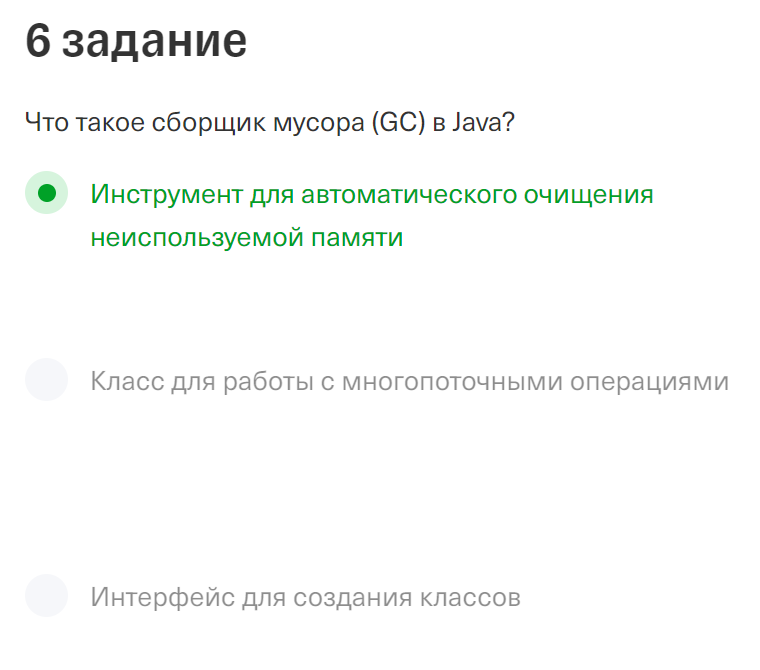 6 задание
Что такое сборщик мусора (GC) в Java?
Инструмент для автоматического очищения
неиспользуемой памяти
Класс для работы с многопоточными операциями
Интерфейс для создания классов